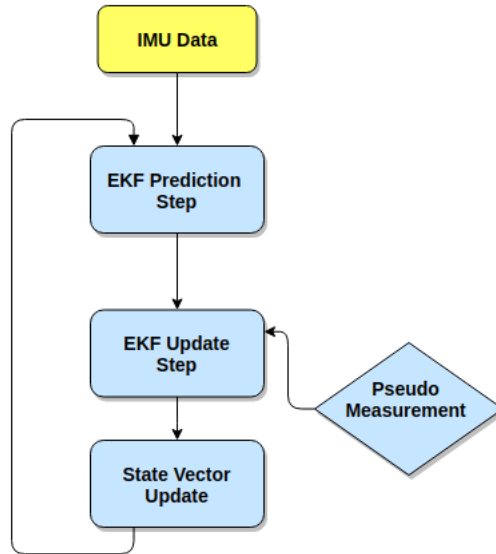 IMU Data
EKF Prediction
Step
EKF Update
Step
Pseudo
Measurement
State Vector
Update